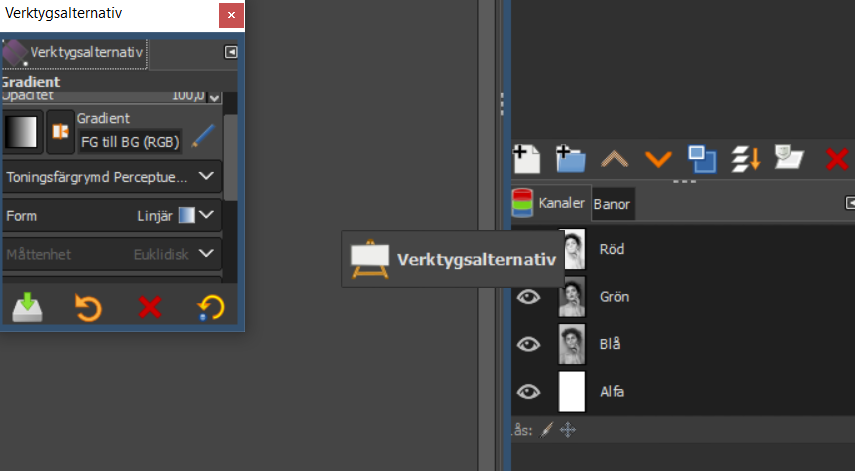 Verktygsalternativ
Verktygsalternativ
Gradient
Opacitet 100,0
Gradient
FG till BG (RGB)
Toningsfärgrymd Perceptue...
Form Linjär
Måttenhet Euklidisk
Verktygsalternativ
Kanaler Banor
Röd
Grön
Blå
Alfa
Lås: